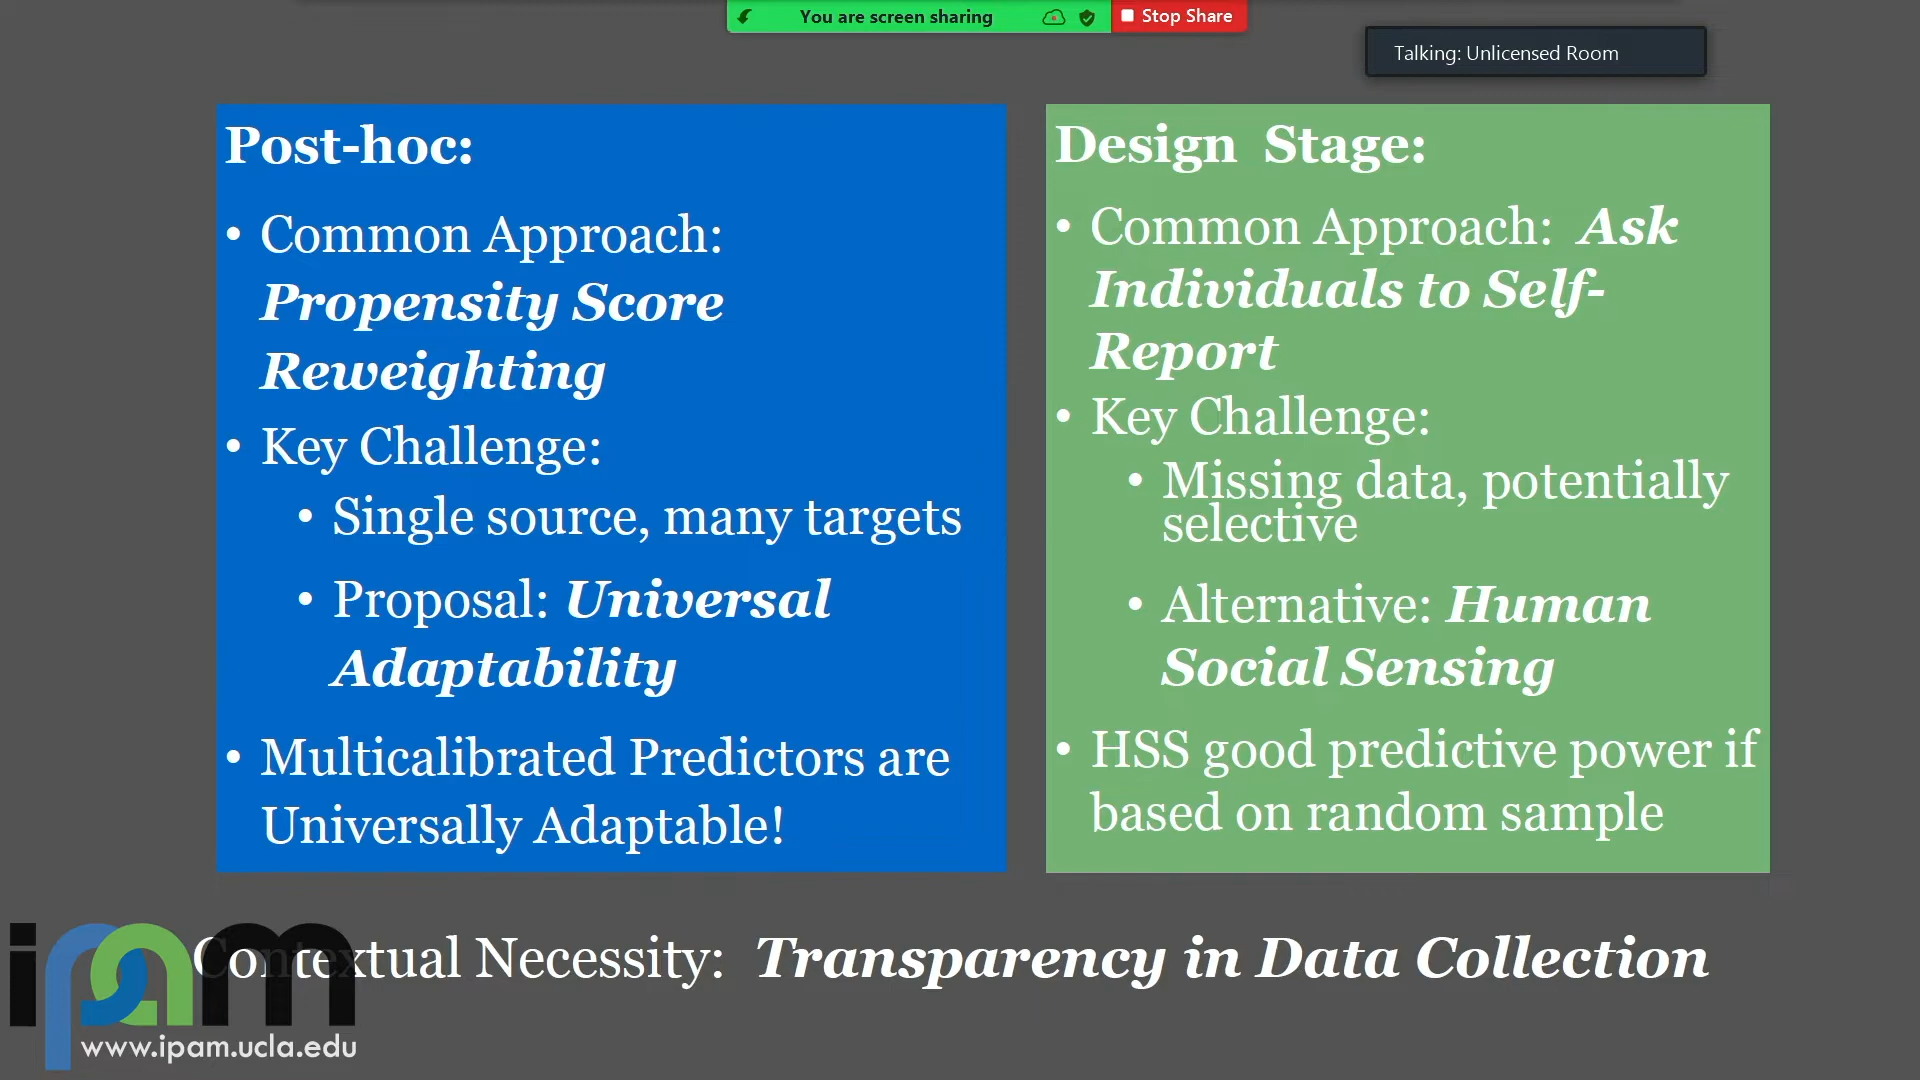 You are screen sharing
Stop Share
Talking: Unlicensed Room
Post-hoc:
• Common Approach:
Propensity Score
Reweighting
• Key Challenge:
• Single source, many targets
• Proposal: Universal
Adaptability
• Multicalibrated Predictors are
Universally Adaptable!
Design Stage:
• Common Approach: Ask
Individuals to Self-
Report
• Key Challenge:
• Missing data, potentially
selective
• Alternative: Human
Social Sensing
• HSS good predictive power if
based on random sample
Contextual Necessity: Transparency in Data Collection
ipam
www.ipam.ucla.edu